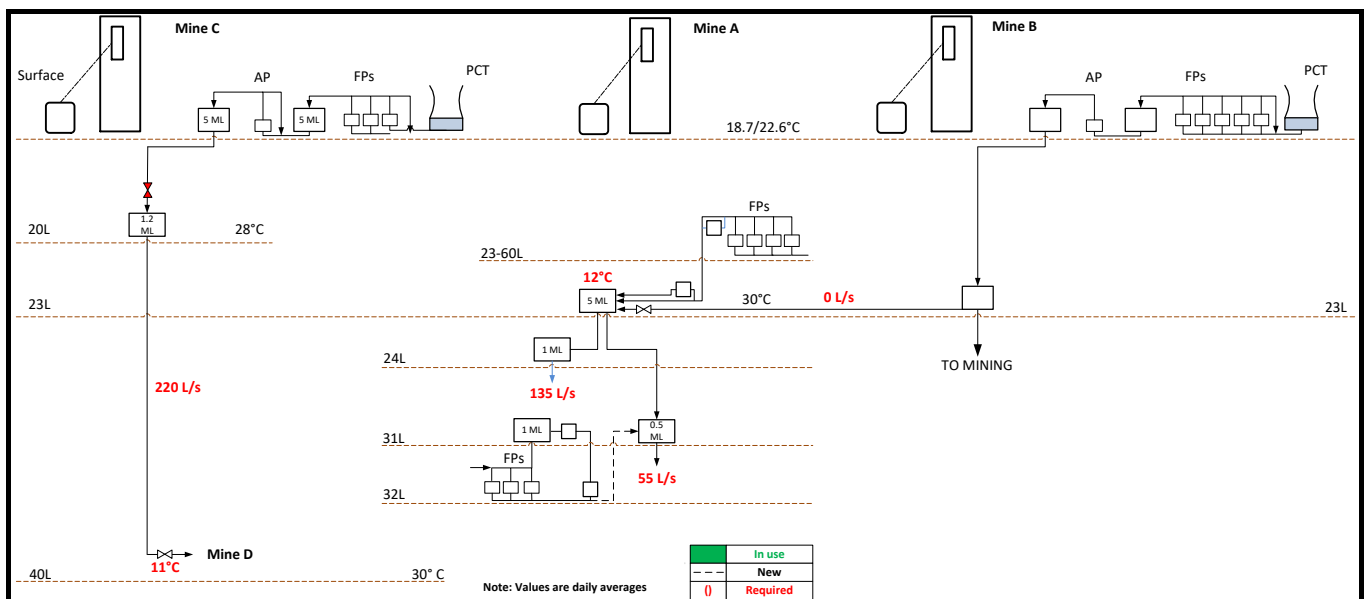 Mine C
Mine A
Mine B
Surface
AP
FPs
PCT
AP
FPs
PCT
5 ML
5 ML
18.7/22.6°C
1.2
ML
20L
28°C
FPs
23-60L
12°C
5 ML
30°C
0 L/s
23L
23L
1 ML
24L
TO MINING
220 L/s
135 L/s
1 ML
0.5
ML
31L
FPs
55 L/s
32L
Mine D
11°C
40L
30° C
Note: Values are daily averages
In use
New
() Required